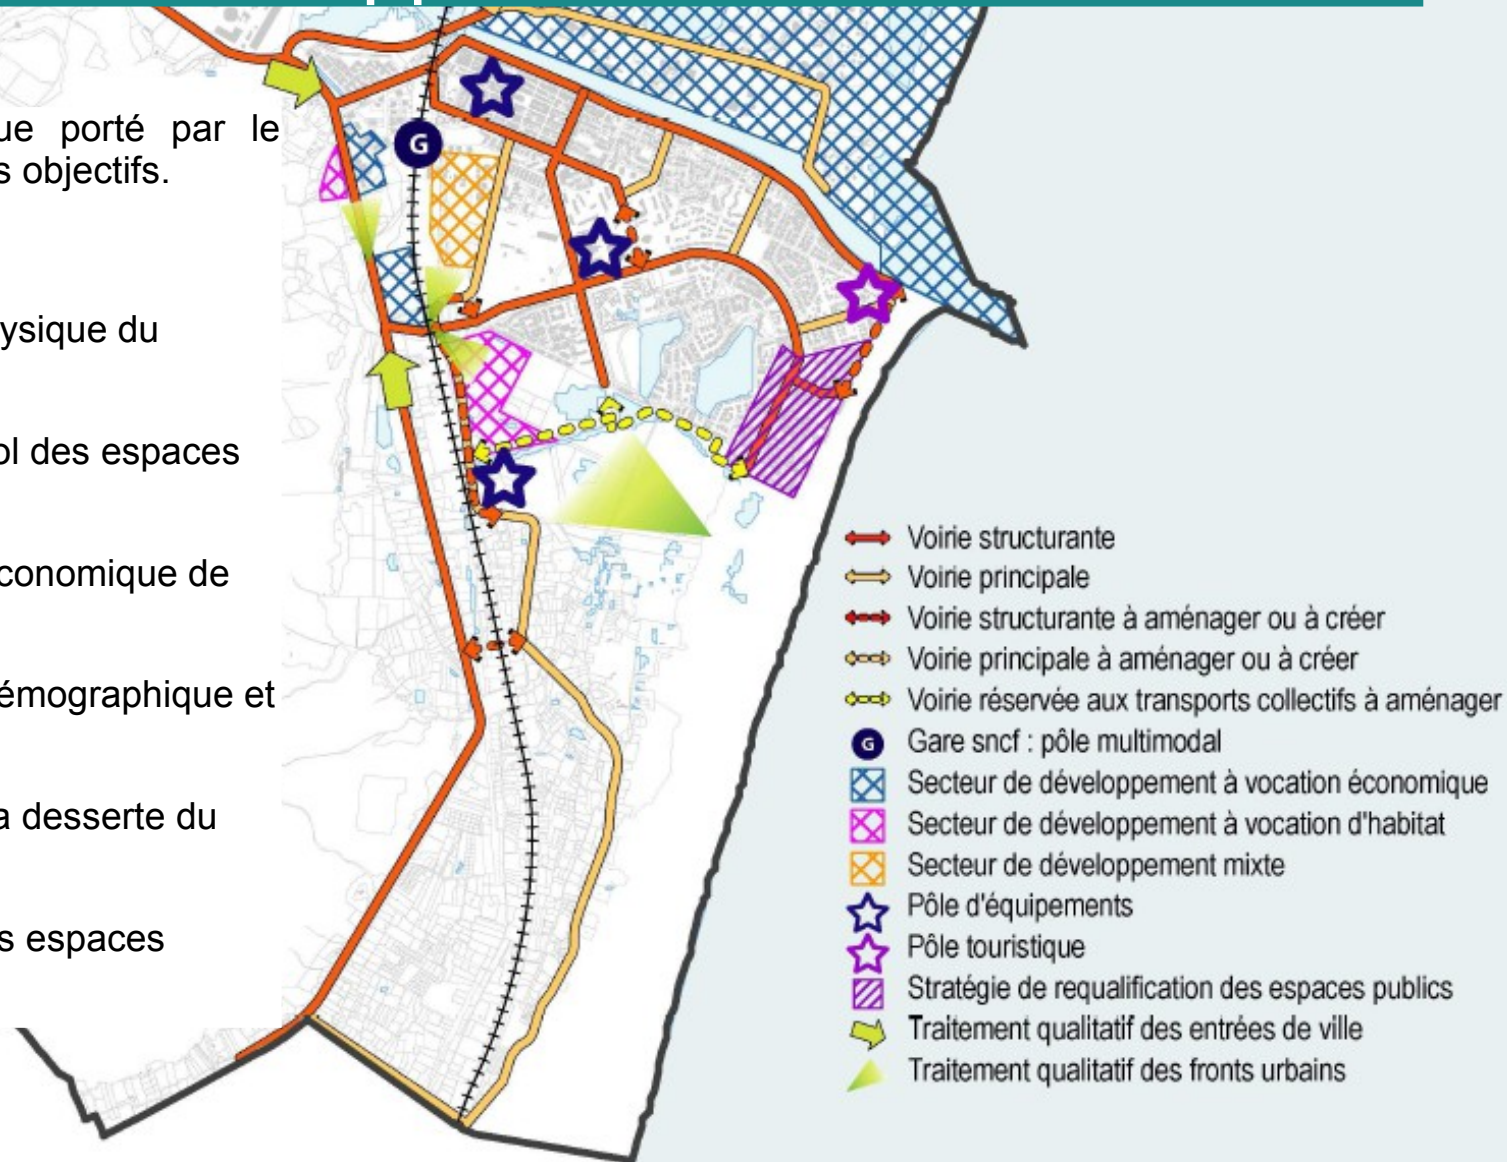 ue porté par le
s objectifs.
ysique du
ol des espaces
conomique de
émographique et
a desserte du
s espaces
G
Voirie structurante
Voirie principale
Voirie structurante à aménager ou à créer
Voirie principale à aménager ou à créer
Voirie réservée aux transports collectifs à aménager
G Gare sncf : pôle multimodal
Secteur de développement à vocation économique
Secteur de développement à vocation d'habitat
Secteur de développement mixte
Pôle d'équipements
Pôle touristique
Stratégie de requalification des espaces publics
Traitement qualitatif des entrées de ville
Traitement qualitatif des fronts urbains